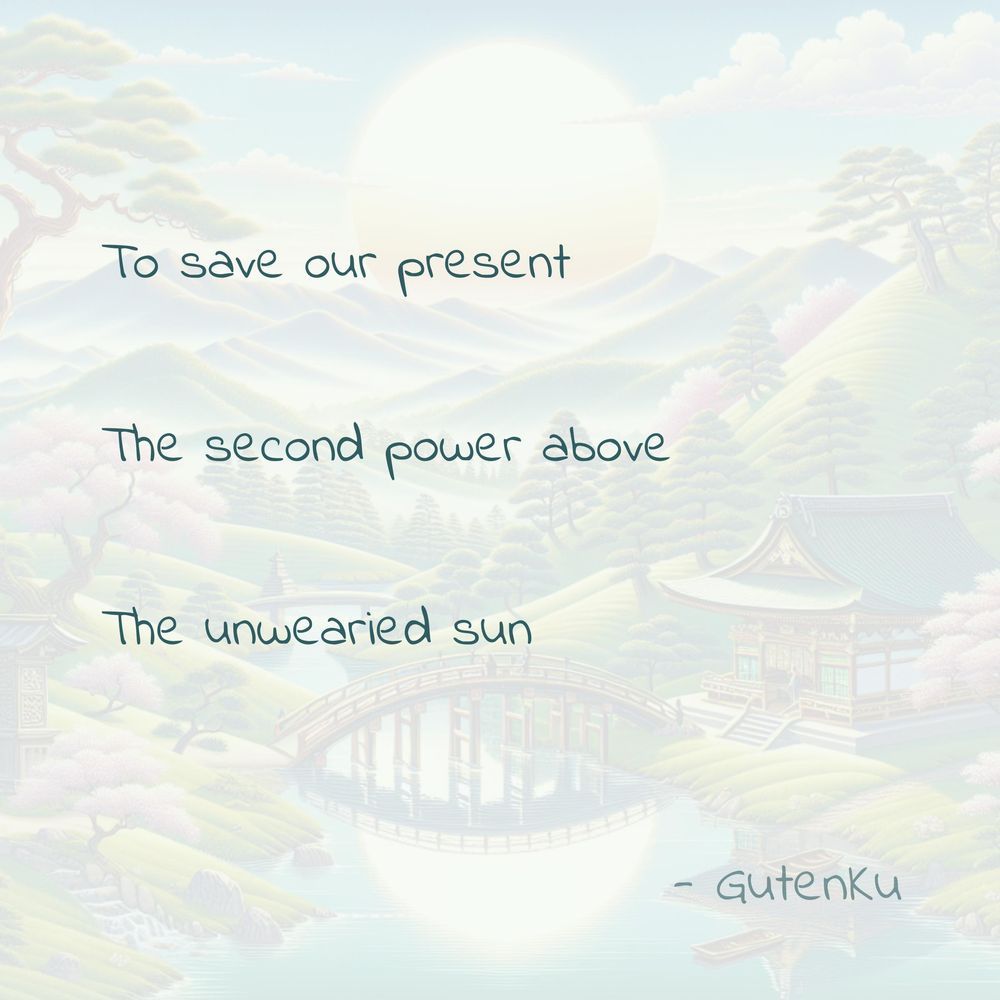 To save our present
The second power above
The unwearied sun
- GutenKu